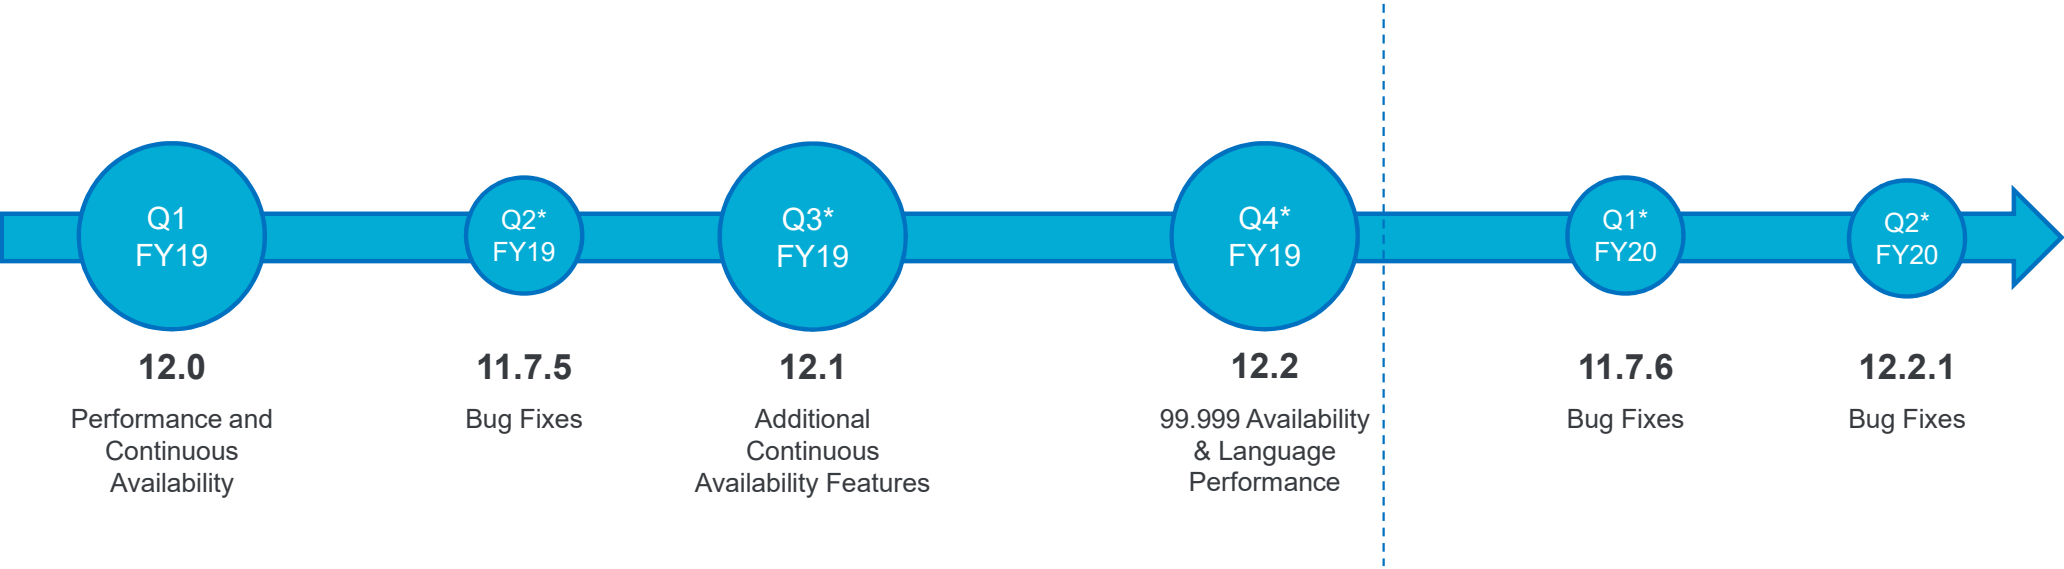 Q1
FY19
12.0
Performance and
Continuous
Availability
Q2*
FY19
11.7.5
Bug Fixes
Q3*
FY19
12.1
Additional
Continuous
Availability Features
Q4*
FY19
12.2
99.999 Availability
& Language
Performance
Q1*
FY20
11.7.6
Bug Fixes
Q2*
FY20
12.2.1
Bug Fixes